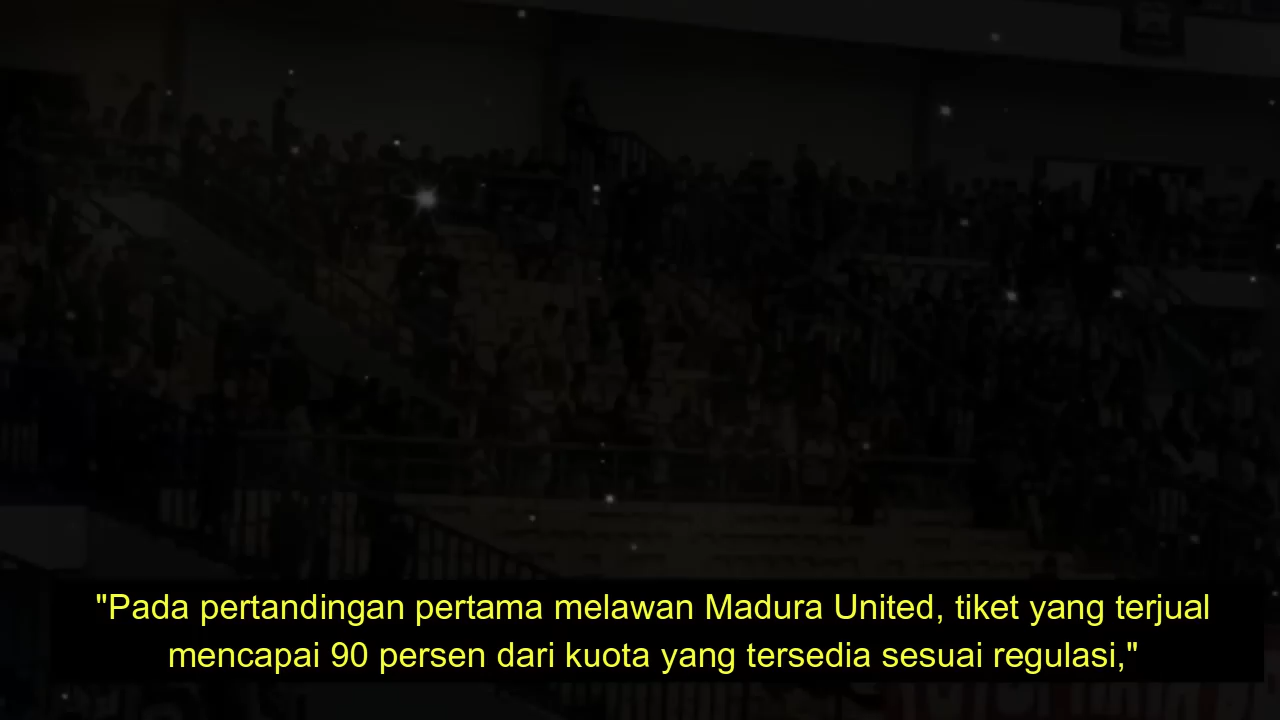 "Pada pertandingan pertama melawan Madura United, tiket yang terjual
mencapai 90 persen dari kuota yang tersedia sesuai regulasi,"